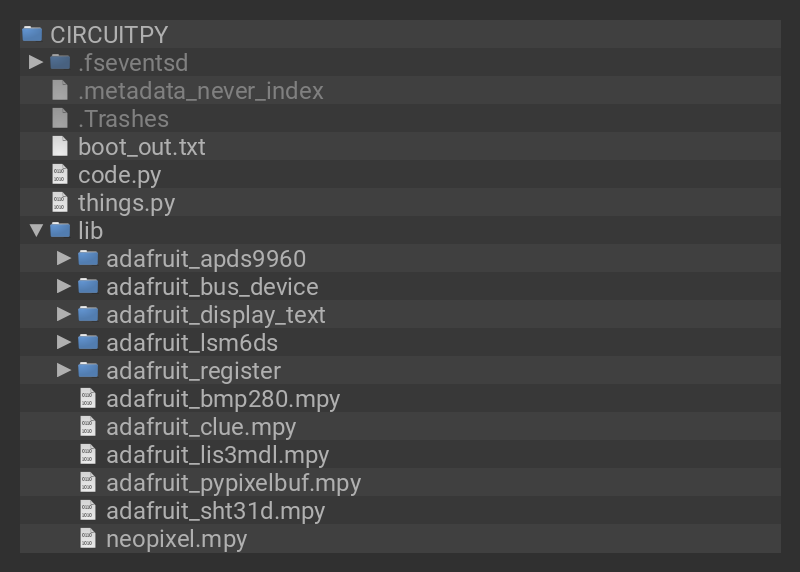 CIRCUITPY
.fseventsd
.metadata_never_index
.Trashes
boot_out.txt
code.py
things.py
lib
adafruit_apds9960
adafruit_bus_device
adafruit_display_text
adafruit_lsm6ds
adafruit_register
adafruit_bmp280.mpy
adafruit_clue.mpy
adafruit_lis3mdl.mpy
adafruit_pypixelbuf.mpy
adafruit_sht31d.mpy
neopixel.mpy